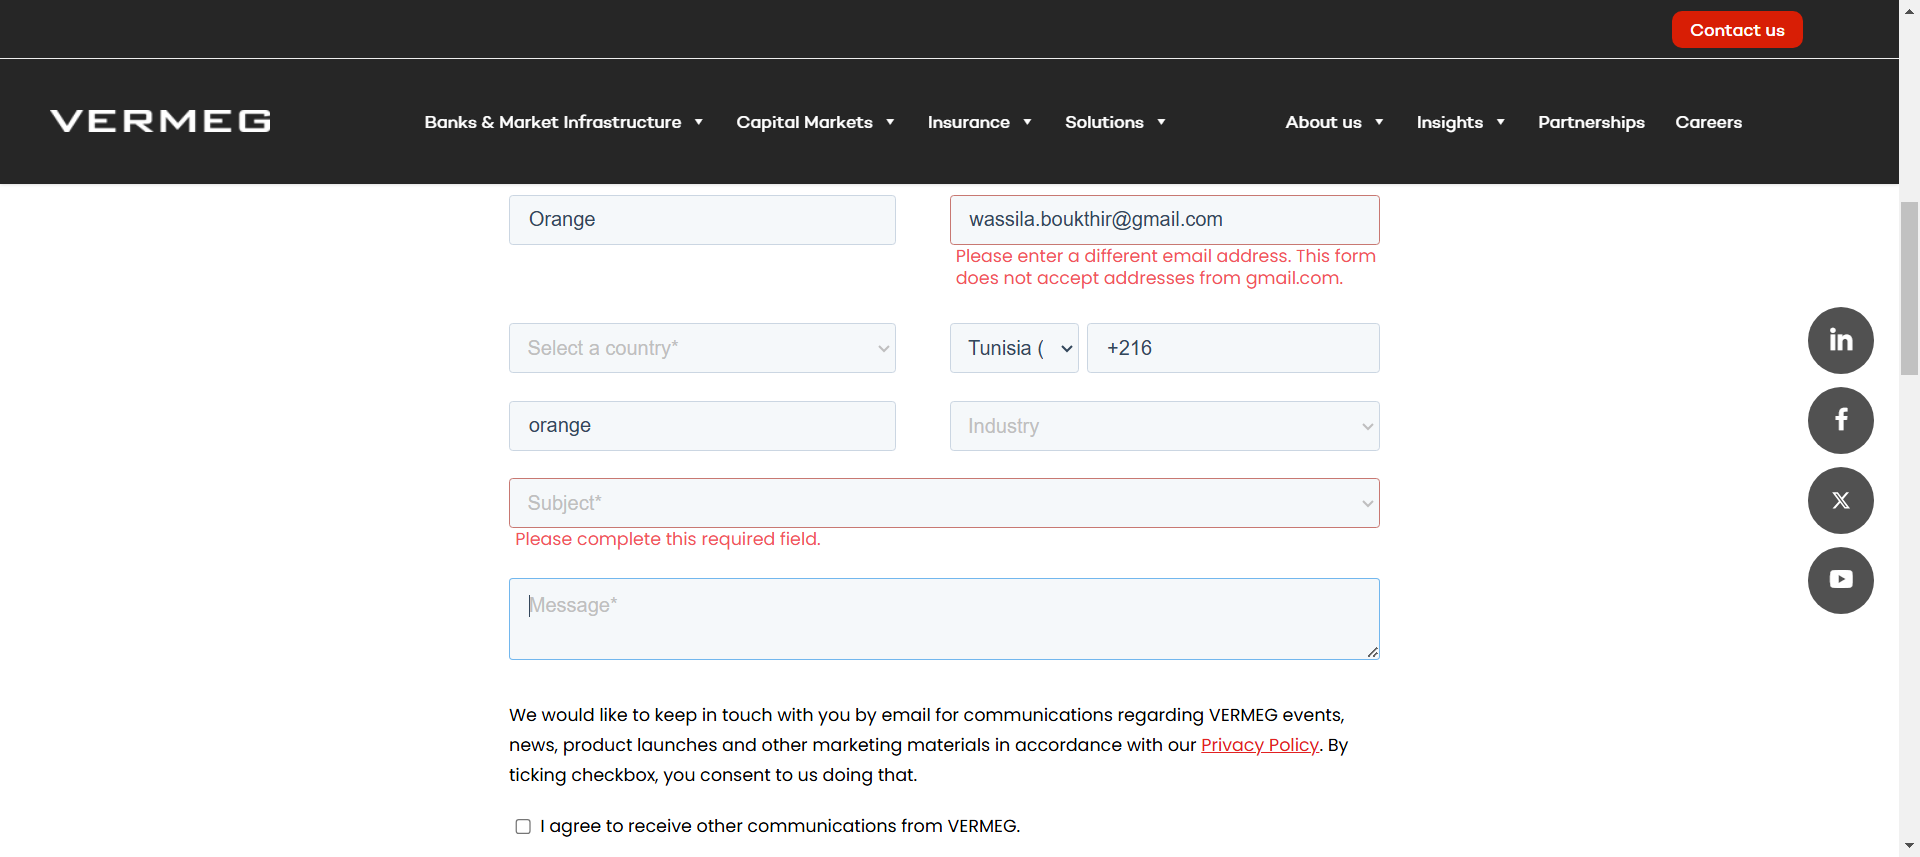 Contact us
VERMEG
Banks & Market Infrastructure Capital Markets Insurance Solutions About us Insights Partnerships Careers
Orange
wassila.boukthir@gmail.com
Please enter a different email address. This form
does not accept addresses from gmail.com.
Select a country*
Tunisia (
+216
orange
Industry
Subject*
Please complete this required field.
Message*
We would like to keep in touch with you by email for communications regarding VERMEG events,
news, product launches and other marketing materials in accordance with our Privacy Policy. By
ticking checkbox, you consent to us doing that.
I agree to receive other communications from VERMEG.
in
f
X